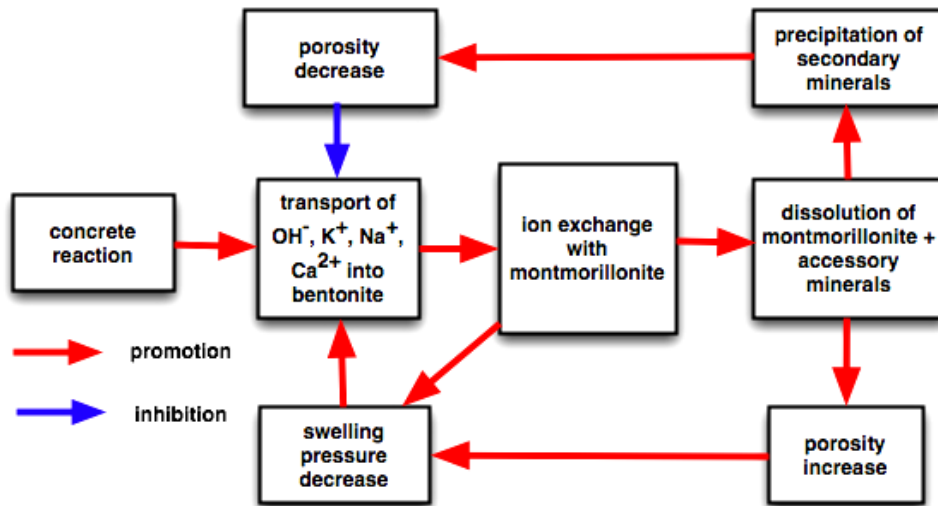 porosity
decrease
precipitation of
secondary
minerals
concrete
reaction
transport of
OH⁻, K⁺, Na⁺,
Ca²⁺ into
bentonite
ion exchange
with
montmorillonite
dissolution of
montmorillonite +
accessory
minerals
promotion
inhibition
swelling
pressure
decrease
porosity
increase